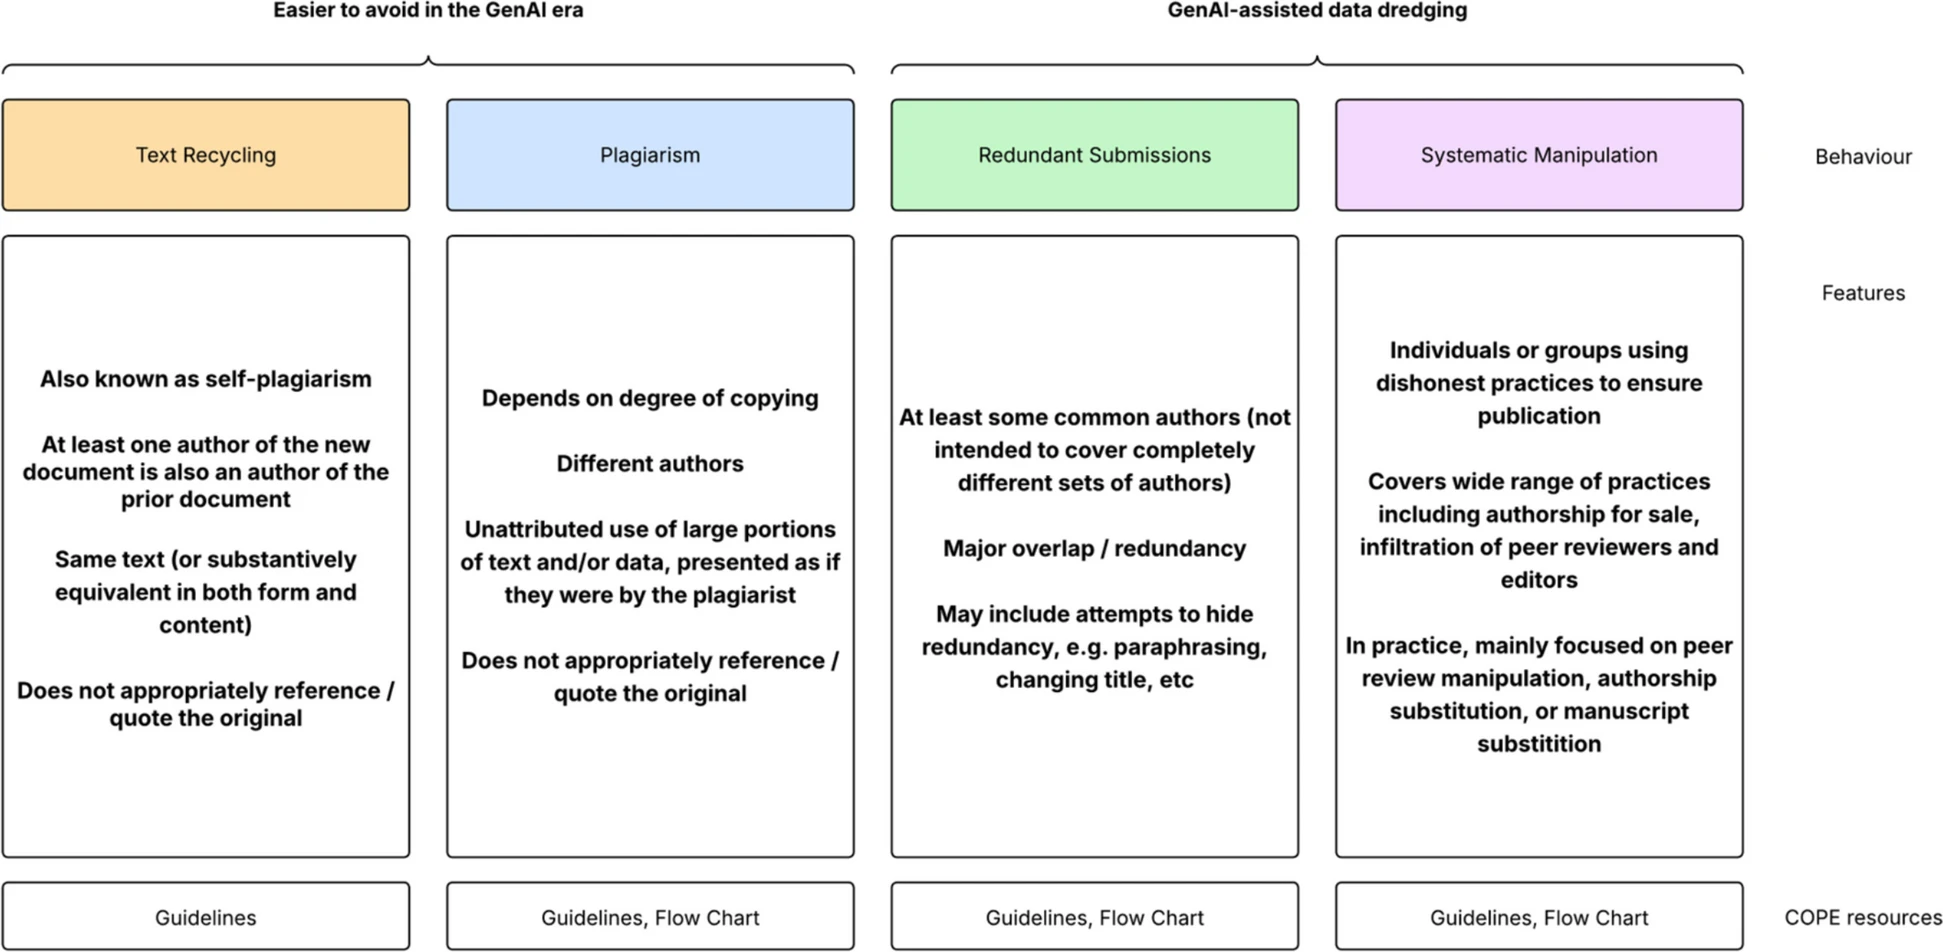 Easier to avoid in the GenAI era
GenAI-assisted data dredging
Text Recycling
Plagiarism
Redundant Submissions
Systematic Manipulation
Behaviour
Features
Also known as self-plagiarism
At least one author of the new
document is also an author of the
prior document
Same text (or substantively
equivalent in both form and
content)
Does not appropriately reference /
quote the original
Depends on degree of copying
Different authors
Unattributed use of large portions
of text and/or data, presented as if
they were by the plagiarist
Does not appropriately reference /
quote the original
At least some common authors (not
intended to cover completely
different sets of authors)
Major overlap / redundancy
May include attempts to hide
redundancy, e.g. paraphrasing,
changing title, etc
Individuals or groups using
dishonest practices to ensure
publication
Covers wide range of practices
including authorship for sale,
infiltration of peer reviewers and
editors
In practice, mainly focused on peer
review manipulation, authorship
substitution, or manuscript
substitition
Guidelines
Guidelines, Flow Chart
Guidelines, Flow Chart
Guidelines, Flow Chart
COPE resources